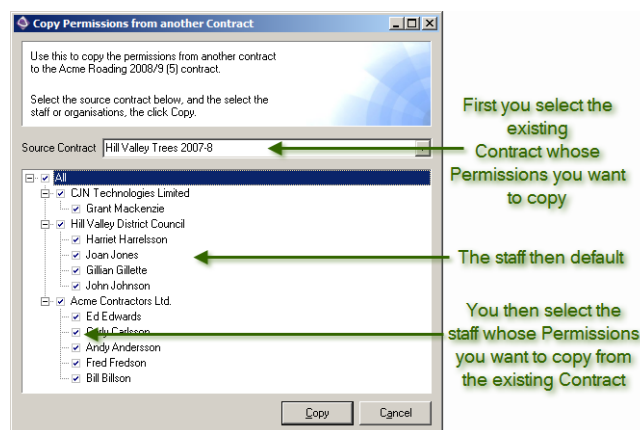 Copy Permissions from another Contract
Use this to copy the permissions from another contract
to the Acme Roading 2008/9 (5) contract.
Select the source contract below, and the select the
staff or organisations, the click Copy.
Source Contract
Hill Valley Trees 2007-8
All
CJN Technologies Limited
Grant Mackenzie
Hill Valley District Council
Harriet Harrelsson
Joan Jones
Gillian Gillette
John Johnson
Acme Contractors Ltd.
Ed Edwards
Carlsson
Andy Andersson
Fred Fredson
Bill Billson
Copy
Cancel
First you select the
existing
Contract whose
Permissions you want
to copy
The staff then default
You then select the
staff whose Permissions
you want to copy from
the existing Contract